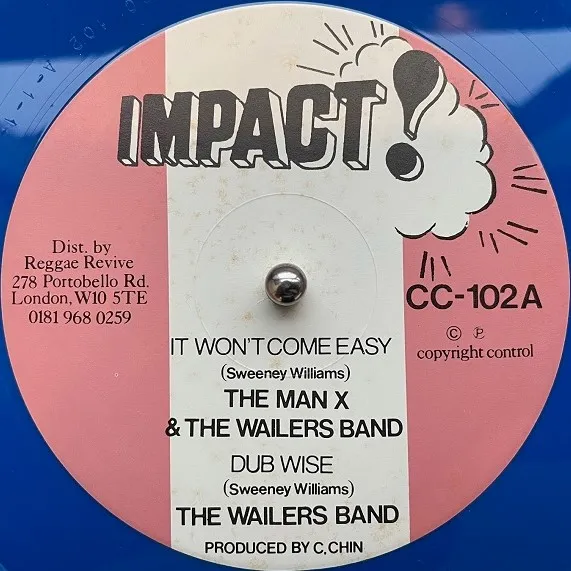 IMPACT!
Dist. by
Reggae Revive
278 Portobello Rd.
London, W10 5TE
0181 968 0259
CC-102A
© ℗
copyright control
IT WON'T COME EASY
(Sweeney Williams)
THE MAN X
& THE WAILERS BAND
DUB WISE
(Sweeney Williams)
THE WAILERS BAND
PRODUCED BY C. CHIN